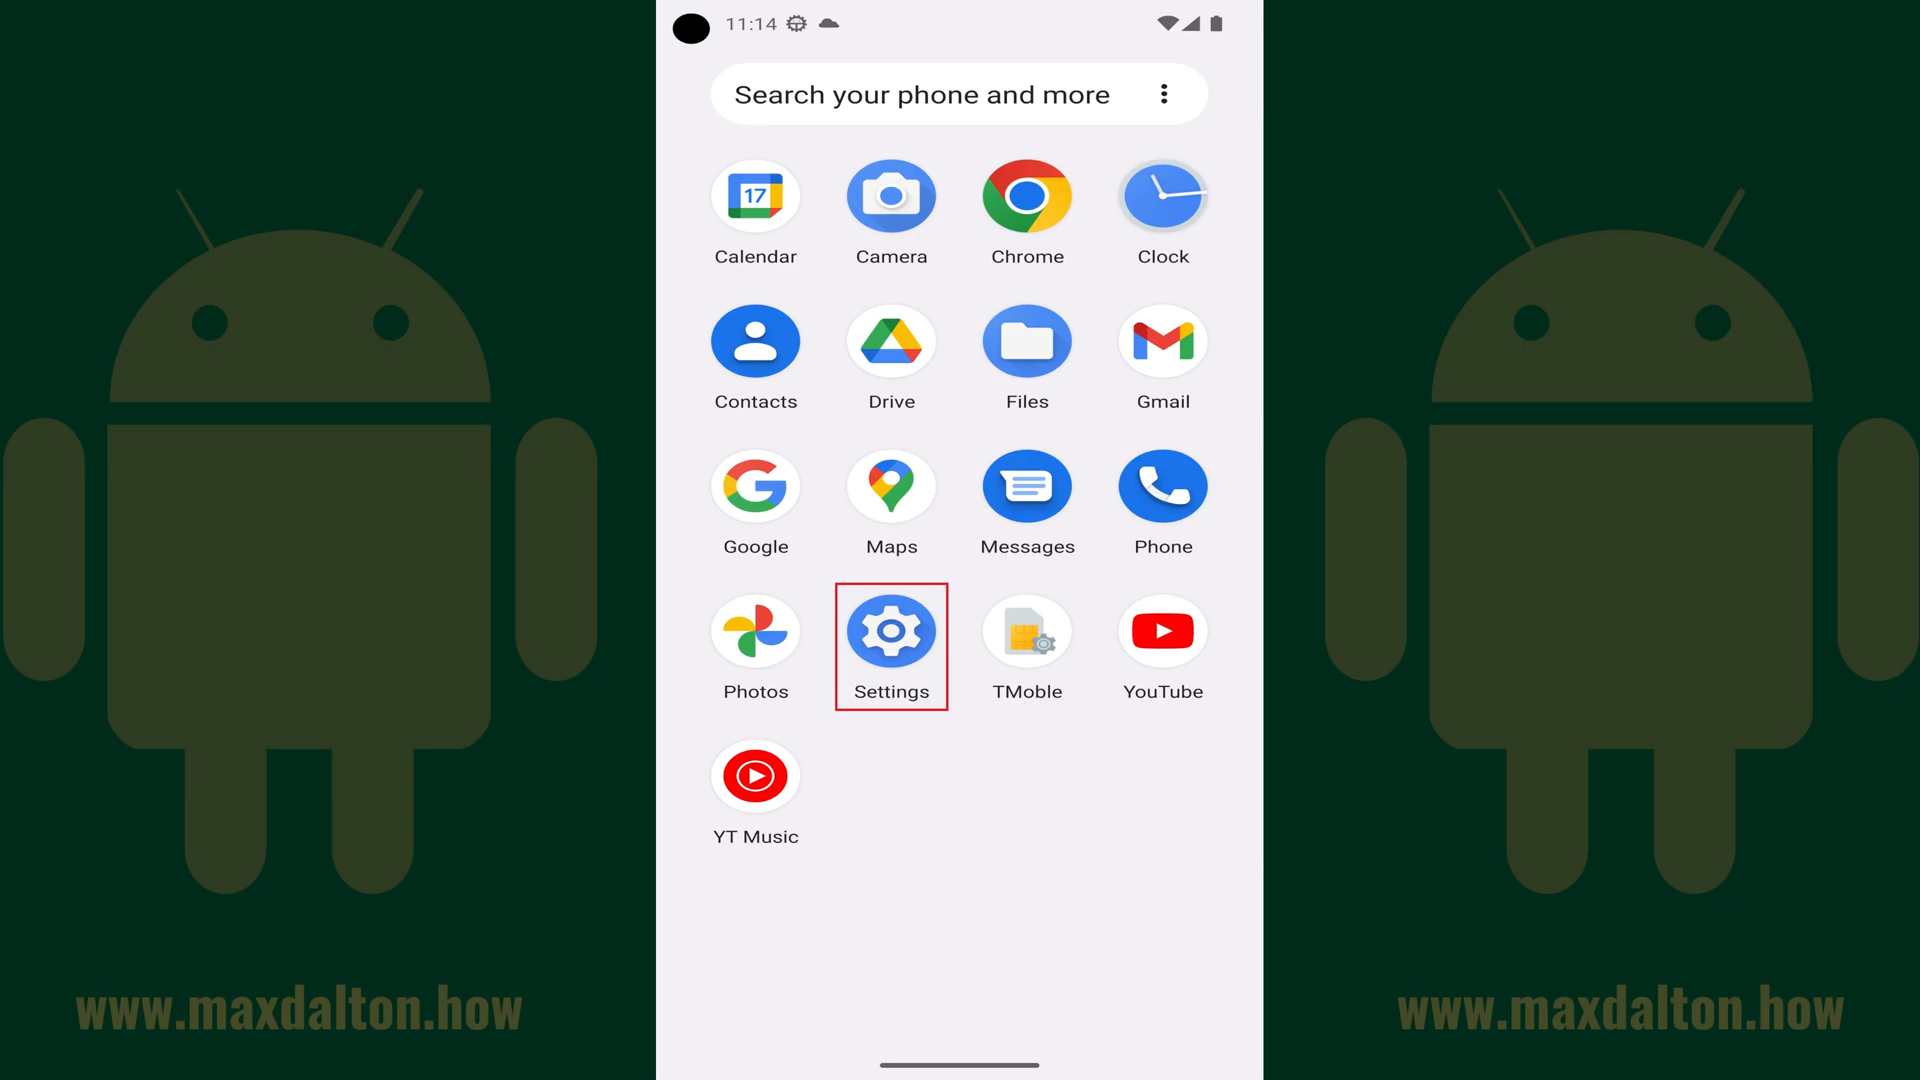 11:14
Search your phone and more
17
Calendar Camera Chrome Clock
Contacts Drive Files Gmail
Google Maps Messages Phone
Photos Settings TMoble YouTube
YT Music
www.maxdalton.how www.maxdalton.how